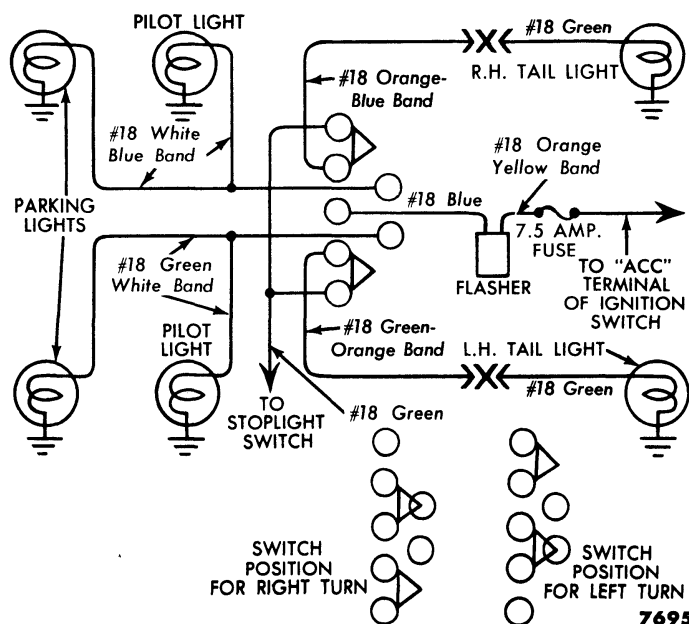 PILOT LIGHT
#18 Green
R.H. TAIL LIGHT
#18 Orange-
Blue Band
#18 White
Blue Band
#18 Orange
Yellow Band
#18 Blue
PARKING
LIGHTS
7.5 AMP.
FUSE
#18 Green
White Band
FLASHER
TO "ACC"
TERMINAL
OF IGNITION
SWITCH
PILOT
LIGHT
#18 Green-
Orange Band
L.H. TAIL LIGHT
#18 Green
TO
STOPLIGHT
SWITCH
#18 Green
SWITCH
POSITION
FOR RIGHT TURN
SWITCH
POSITION
FOR LEFT TURN
7695